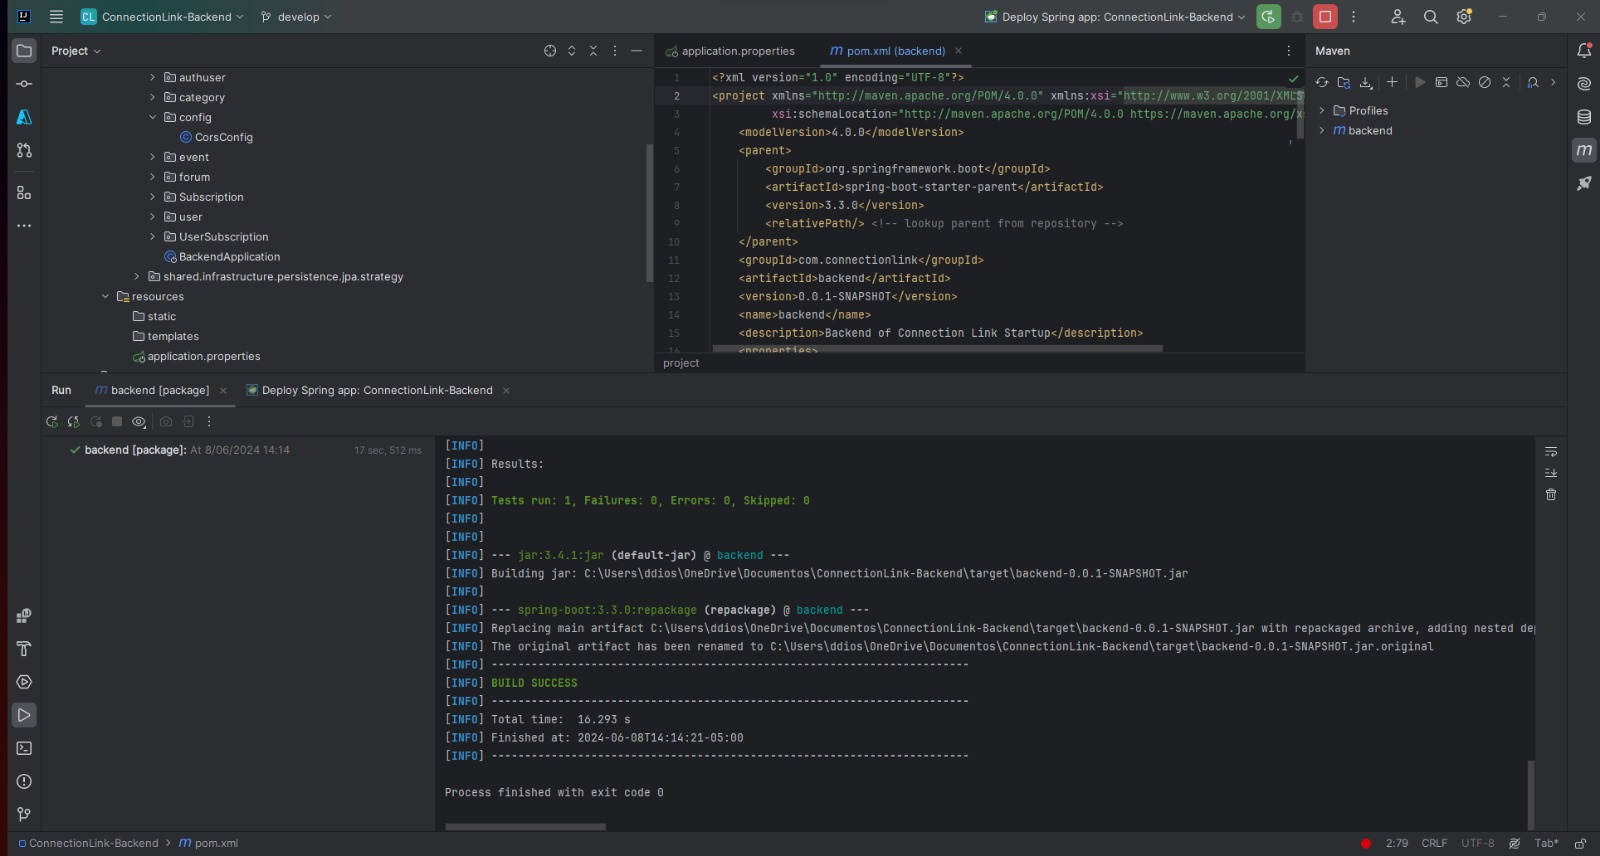 CL ConnectionLink-Backend develop Deploy Spring app: ConnectionLink-Backend
Project
authuser
category
config
CorsConfig
event
forum
Subscription
user
UserSubscription
BackendApplication
shared.infrastructure.persistence.jpa.strategy
resources
static
templates
application.properties
application.properties pom.xml (backend)
1 <?xml version="1.0" encoding="UTF-8"?>
2 <project xmlns="http://maven.apache.org/POM/4.0.0" xmlns:xsi="http://www.w3.org/2001/XMLS
3 xsi:schemaLocation="http://maven.apache.org/POM/4.0.0 https://maven.apache.org/x
4 <modelVersion>4.0.0</modelVersion>
5 <parent>
6 <groupId>org.springframework.boot</groupId>
7 <artifactId>spring-boot-starter-parent</artifactId>
8 <version>3.3.0</version>
9 <relativePath/> <!-- lookup parent from repository -->
10 </parent>
11 <groupId>com.connectionlink</groupId>
12 <artifactId>backend</artifactId>
13 <version>0.0.1-SNAPSHOT</version>
14 <name>backend</name>
15 <description>Backend of Connection Link Startup</description>
<properties>
project
Maven
Profiles
backend
Run backend [package] Deploy Spring app: ConnectionLink-Backend
backend [package]: At 8/06/2024 14:14 17 sec, 512 ms
[INFO]
[INFO] Results:
[INFO]
[INFO] Tests run: 1, Failures: 0, Errors: 0, Skipped: 0
[INFO]
[INFO]
[INFO] --- jar:3.4.1:jar (default-jar) @ backend ---
[INFO] Building jar: C:\Users\ddios\OneDrive\Documentos\ConnectionLink-Backend\target\backend-0.0.1-SNAPSHOT.jar
[INFO]
[INFO] --- spring-boot:3.3.0:repackage (repackage) @ backend ---
[INFO] Replacing main artifact C:\Users\ddios\OneDrive\Documentos\ConnectionLink-Backend\target\backend-0.0.1-SNAPSHOT.jar with repackaged archive, adding nested dep
[INFO] The original artifact has been renamed to C:\Users\ddios\OneDrive\Documentos\ConnectionLink-Backend\target\backend-0.0.1-SNAPSHOT.jar.original
[INFO] ------------------------------------------------------------------------
[INFO] BUILD SUCCESS
[INFO] ------------------------------------------------------------------------
[INFO] Total time:  16.293 s
[INFO] Finished at: 2024-06-08T14:14:21-05:00
[INFO] ------------------------------------------------------------------------
Process finished with exit code 0
ConnectionLink-Backend > pom.xml 2:79 CRLF UTF-8 Tab*